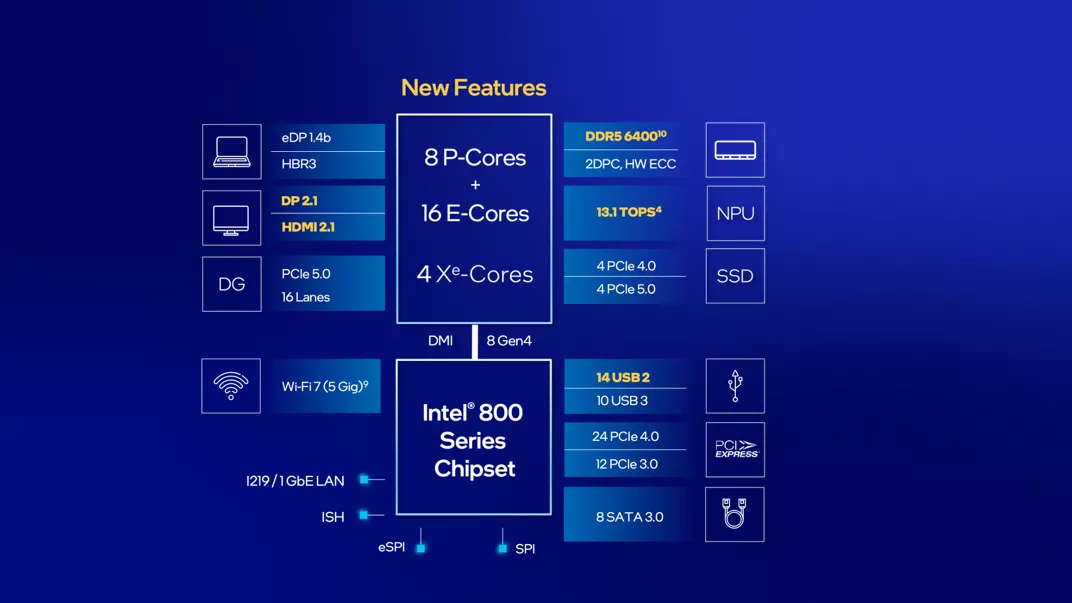 New Features
eDP 1.4b
HBR3
DP 2.1
HDMI 2.1
DG
PCIe 5.0
16 Lanes
8 P-Cores
+
16 E-Cores
4 Xᵉ-Cores
DDR5 6400¹⁰
2DPC, HW ECC
13.1 TOPS⁴
NPU
4 PCIe 4.0
4 PCIe 5.0
SSD
DMI
8 Gen4
Wi-Fi 7 (5 Gig)⁹
Intel® 800
Series
Chipset
14 USB 2
10 USB 3
24 PCIe 4.0
12 PCIe 3.0
PCI
EXPRESS®
8 SATA 3.0
I219 / 1 GbE LAN
ISH
eSPI
SPI